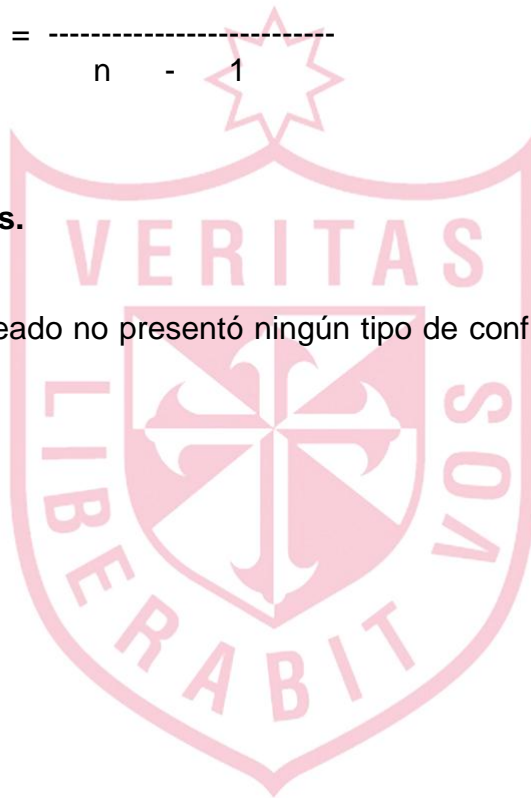 = ---------------------------
n - 1
s.
VERITAS
eado no presentó ningún tipo de conf
LIBERABIT VOS